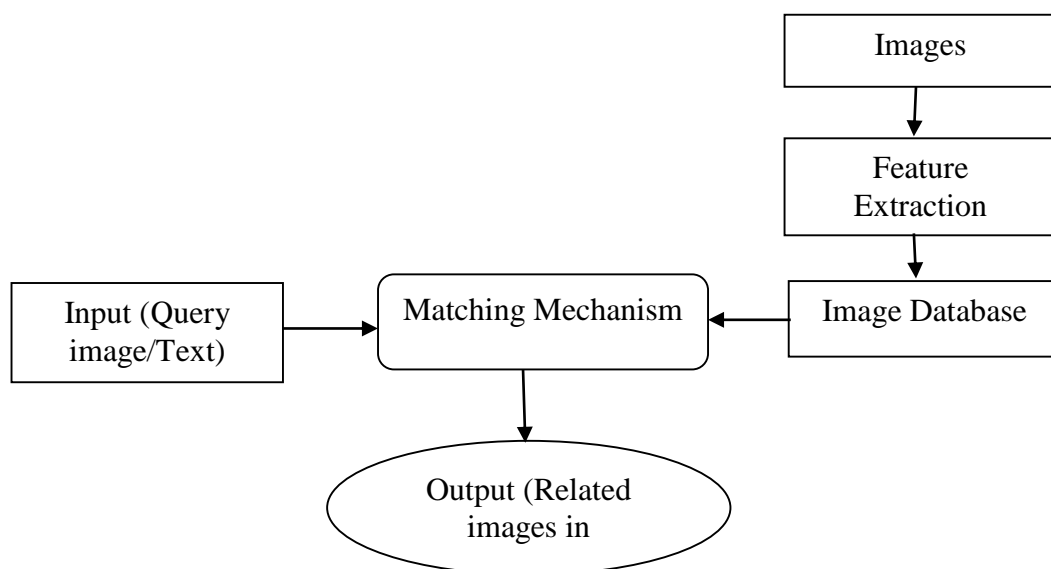 Images
Feature
Extraction
Image Database
Matching Mechanism
Input (Query
image/Text)
Output (Related
images in